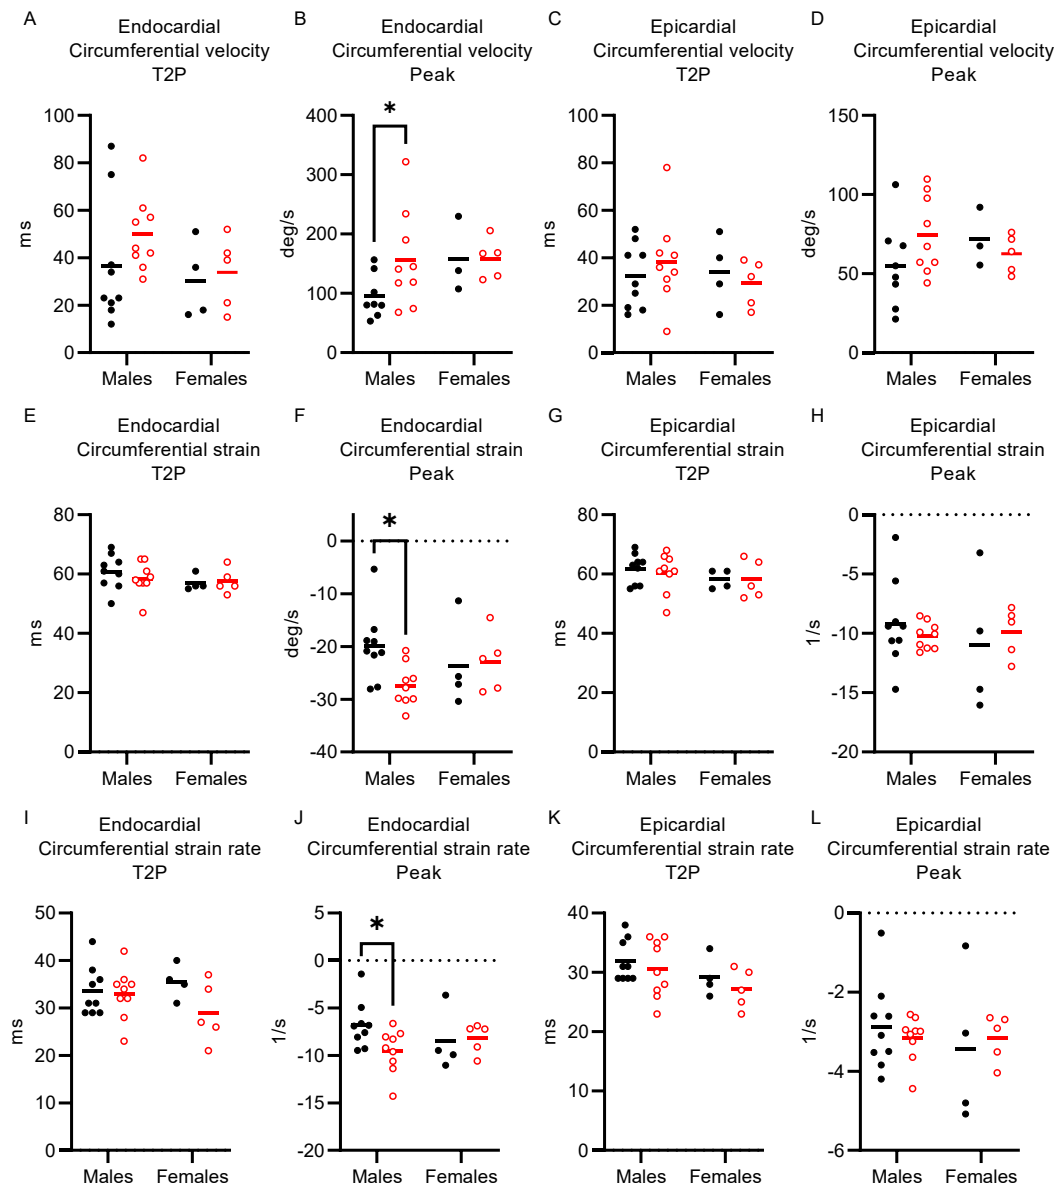 A
Endocardial
Circumferential velocity
T2P
ms
100
80
60
40
20
0
Males
Females
B
Endocardial
Circumferential velocity
Peak
deg/s
400
300
200
100
0
*
Males
Females
C
Epicardial
Circumferential velocity
T2P
ms
100
80
60
40
20
0
Males
Females
D
Epicardial
Circumferential velocity
Peak
deg/s
150
100
50
0
Males
Females
E
Endocardial
Circumferential strain
T2P
ms
80
60
40
20
0
Males
Females
F
Endocardial
Circumferential strain
Peak
deg/s
0
-10
-20
-30
-40
*
Males
Females
G
Epicardial
Circumferential strain
T2P
ms
80
60
40
20
0
Males
Females
H
Epicardial
Circumferential strain
Peak
1/s
0
-5
-10
-15
-20
Males
Females
I
Endocardial
Circumferential strain rate
T2P
ms
50
40
30
20
10
0
Males
Females
J
Endocardial
Circumferential strain rate
Peak
1/s
5
0
-5
-10
-15
-20
*
Males
Females
K
Epicardial
Circumferential strain rate
T2P
ms
40
30
20
10
0
Males
Females
L
Epicardial
Circumferential strain rate
Peak
1/s
0
-2
-4
-6
Males
Females